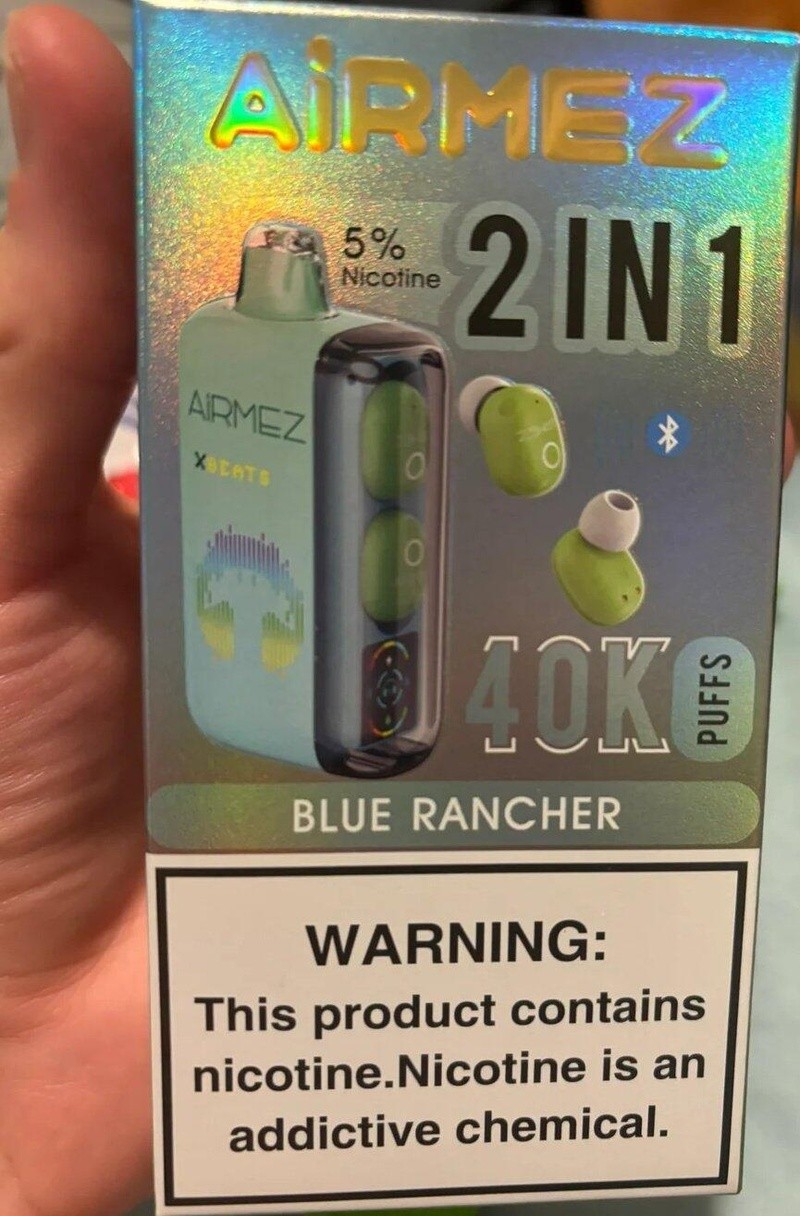 AiRMEZ
5%
Nicotine
2 IN 1
AiRMEZ
XBEATS
40K
PUFFS
BLUE RANCHER
WARNING:
This product contains
nicotine.Nicotine is an
addictive chemical.